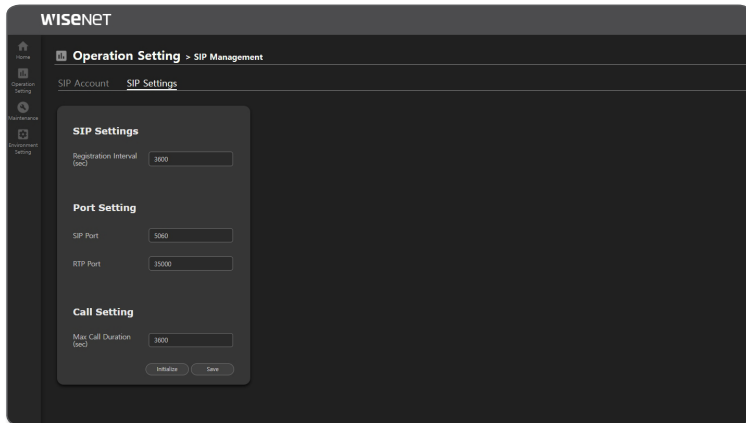 WISENET
Home
Operation Setting > SIP Management
Operation
Setting
SIP Account SIP Settings
Maintenance
Environment
Setting
SIP Settings
Registration Interval
(sec)
3600
Port Setting
SIP Port 5060
RTP Port 35000
Call Setting
Max Call Duration
(sec)
3600
Initialize Save